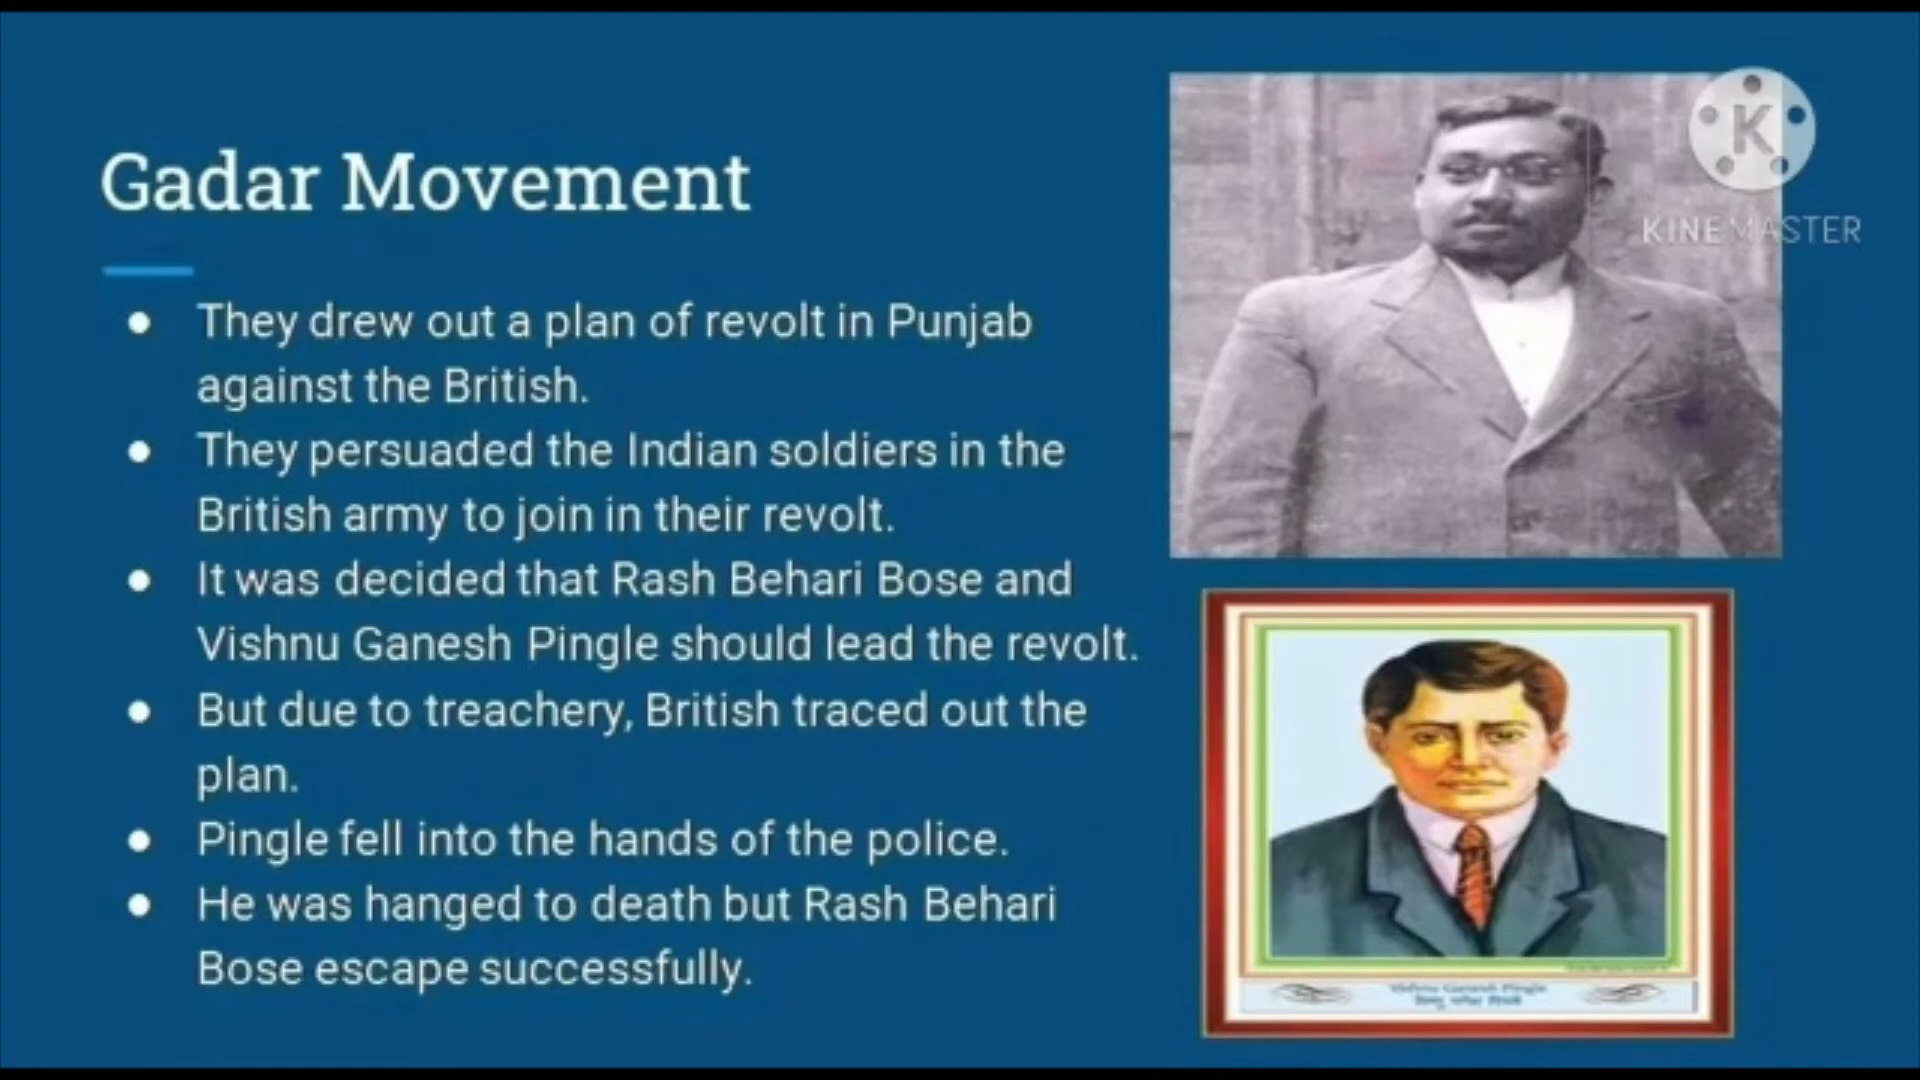 Gadar Movement
● They drew out a plan of revolt in Punjab
against the British.
● They persuaded the Indian soldiers in the
British army to join in their revolt.
● It was decided that Rash Behari Bose and
Vishnu Ganesh Pingle should lead the revolt.
● But due to treachery, British traced out the
plan.
● Pingle fell into the hands of the police.
● He was hanged to death but Rash Behari
Bose escape successfully.
K
KINEMASTER
Vishnu Ganesh Pingle